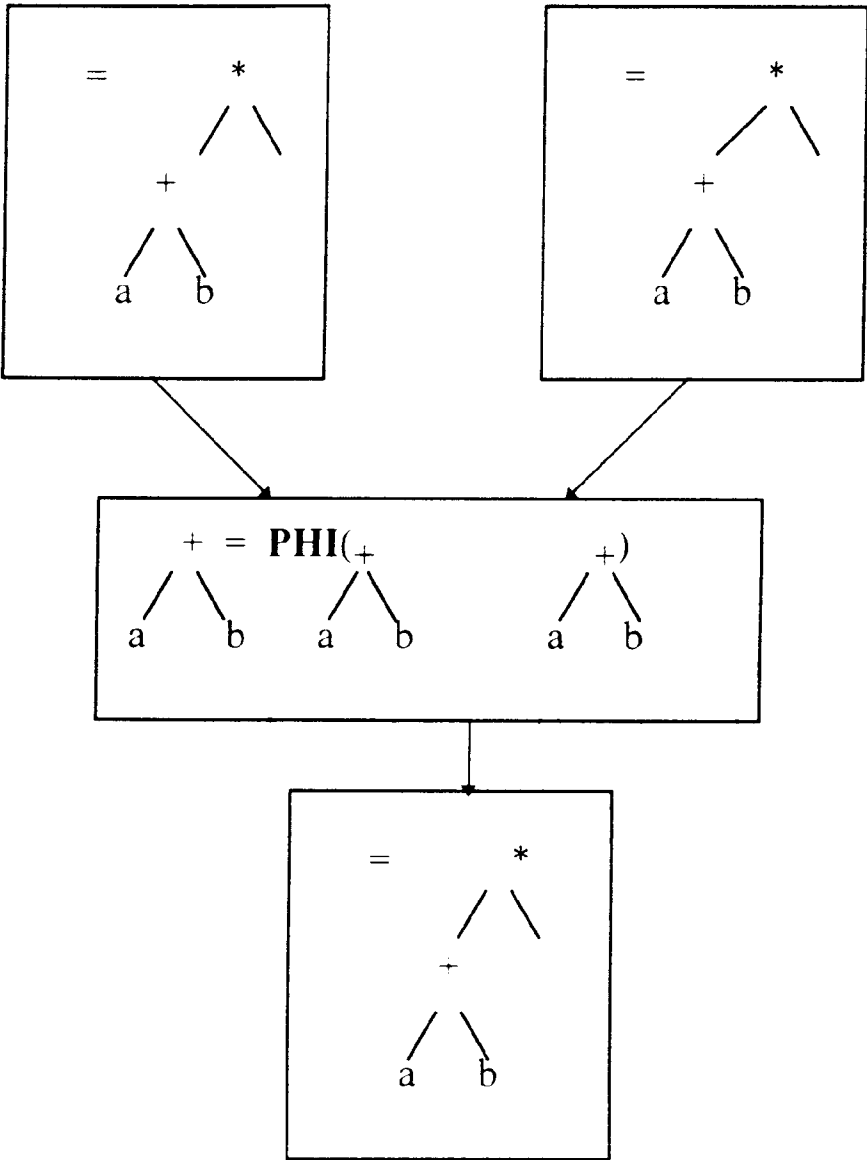 = *
+
a b
= *
+
a b
+ = PHI(+ +)
a b a b a b
= *
+
a b